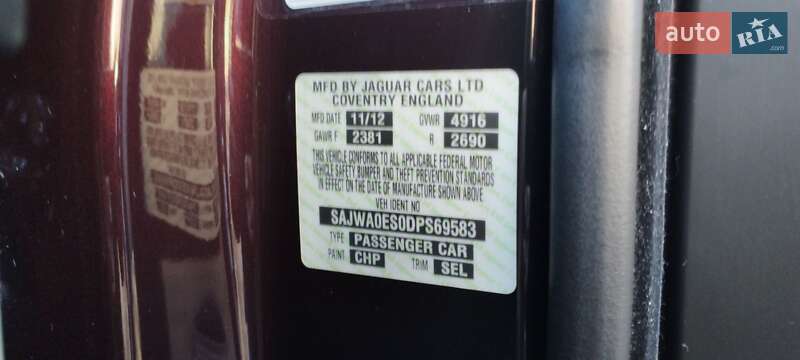 auto RIA.com
MFD BY JAGUAR CARS LTD
COVENTRY ENGLAND
MFD DATE 11/12 GVWR 4916
GAWR F 2381 R 2690
THIS VEHICLE CONFORMS TO ALL APPLICABLE FEDERAL MOTOR
VEHICLE SAFETY BUMPER AND THEFT PREVENTION STANDARDS
IN EFFECT ON THE DATE OF MANUFACTURE SHOWN ABOVE
VEH IDENT NO
SAJWA0ES0DPS69583
TYPE PASSENGER CAR
PAINT CHP TRIM SEL